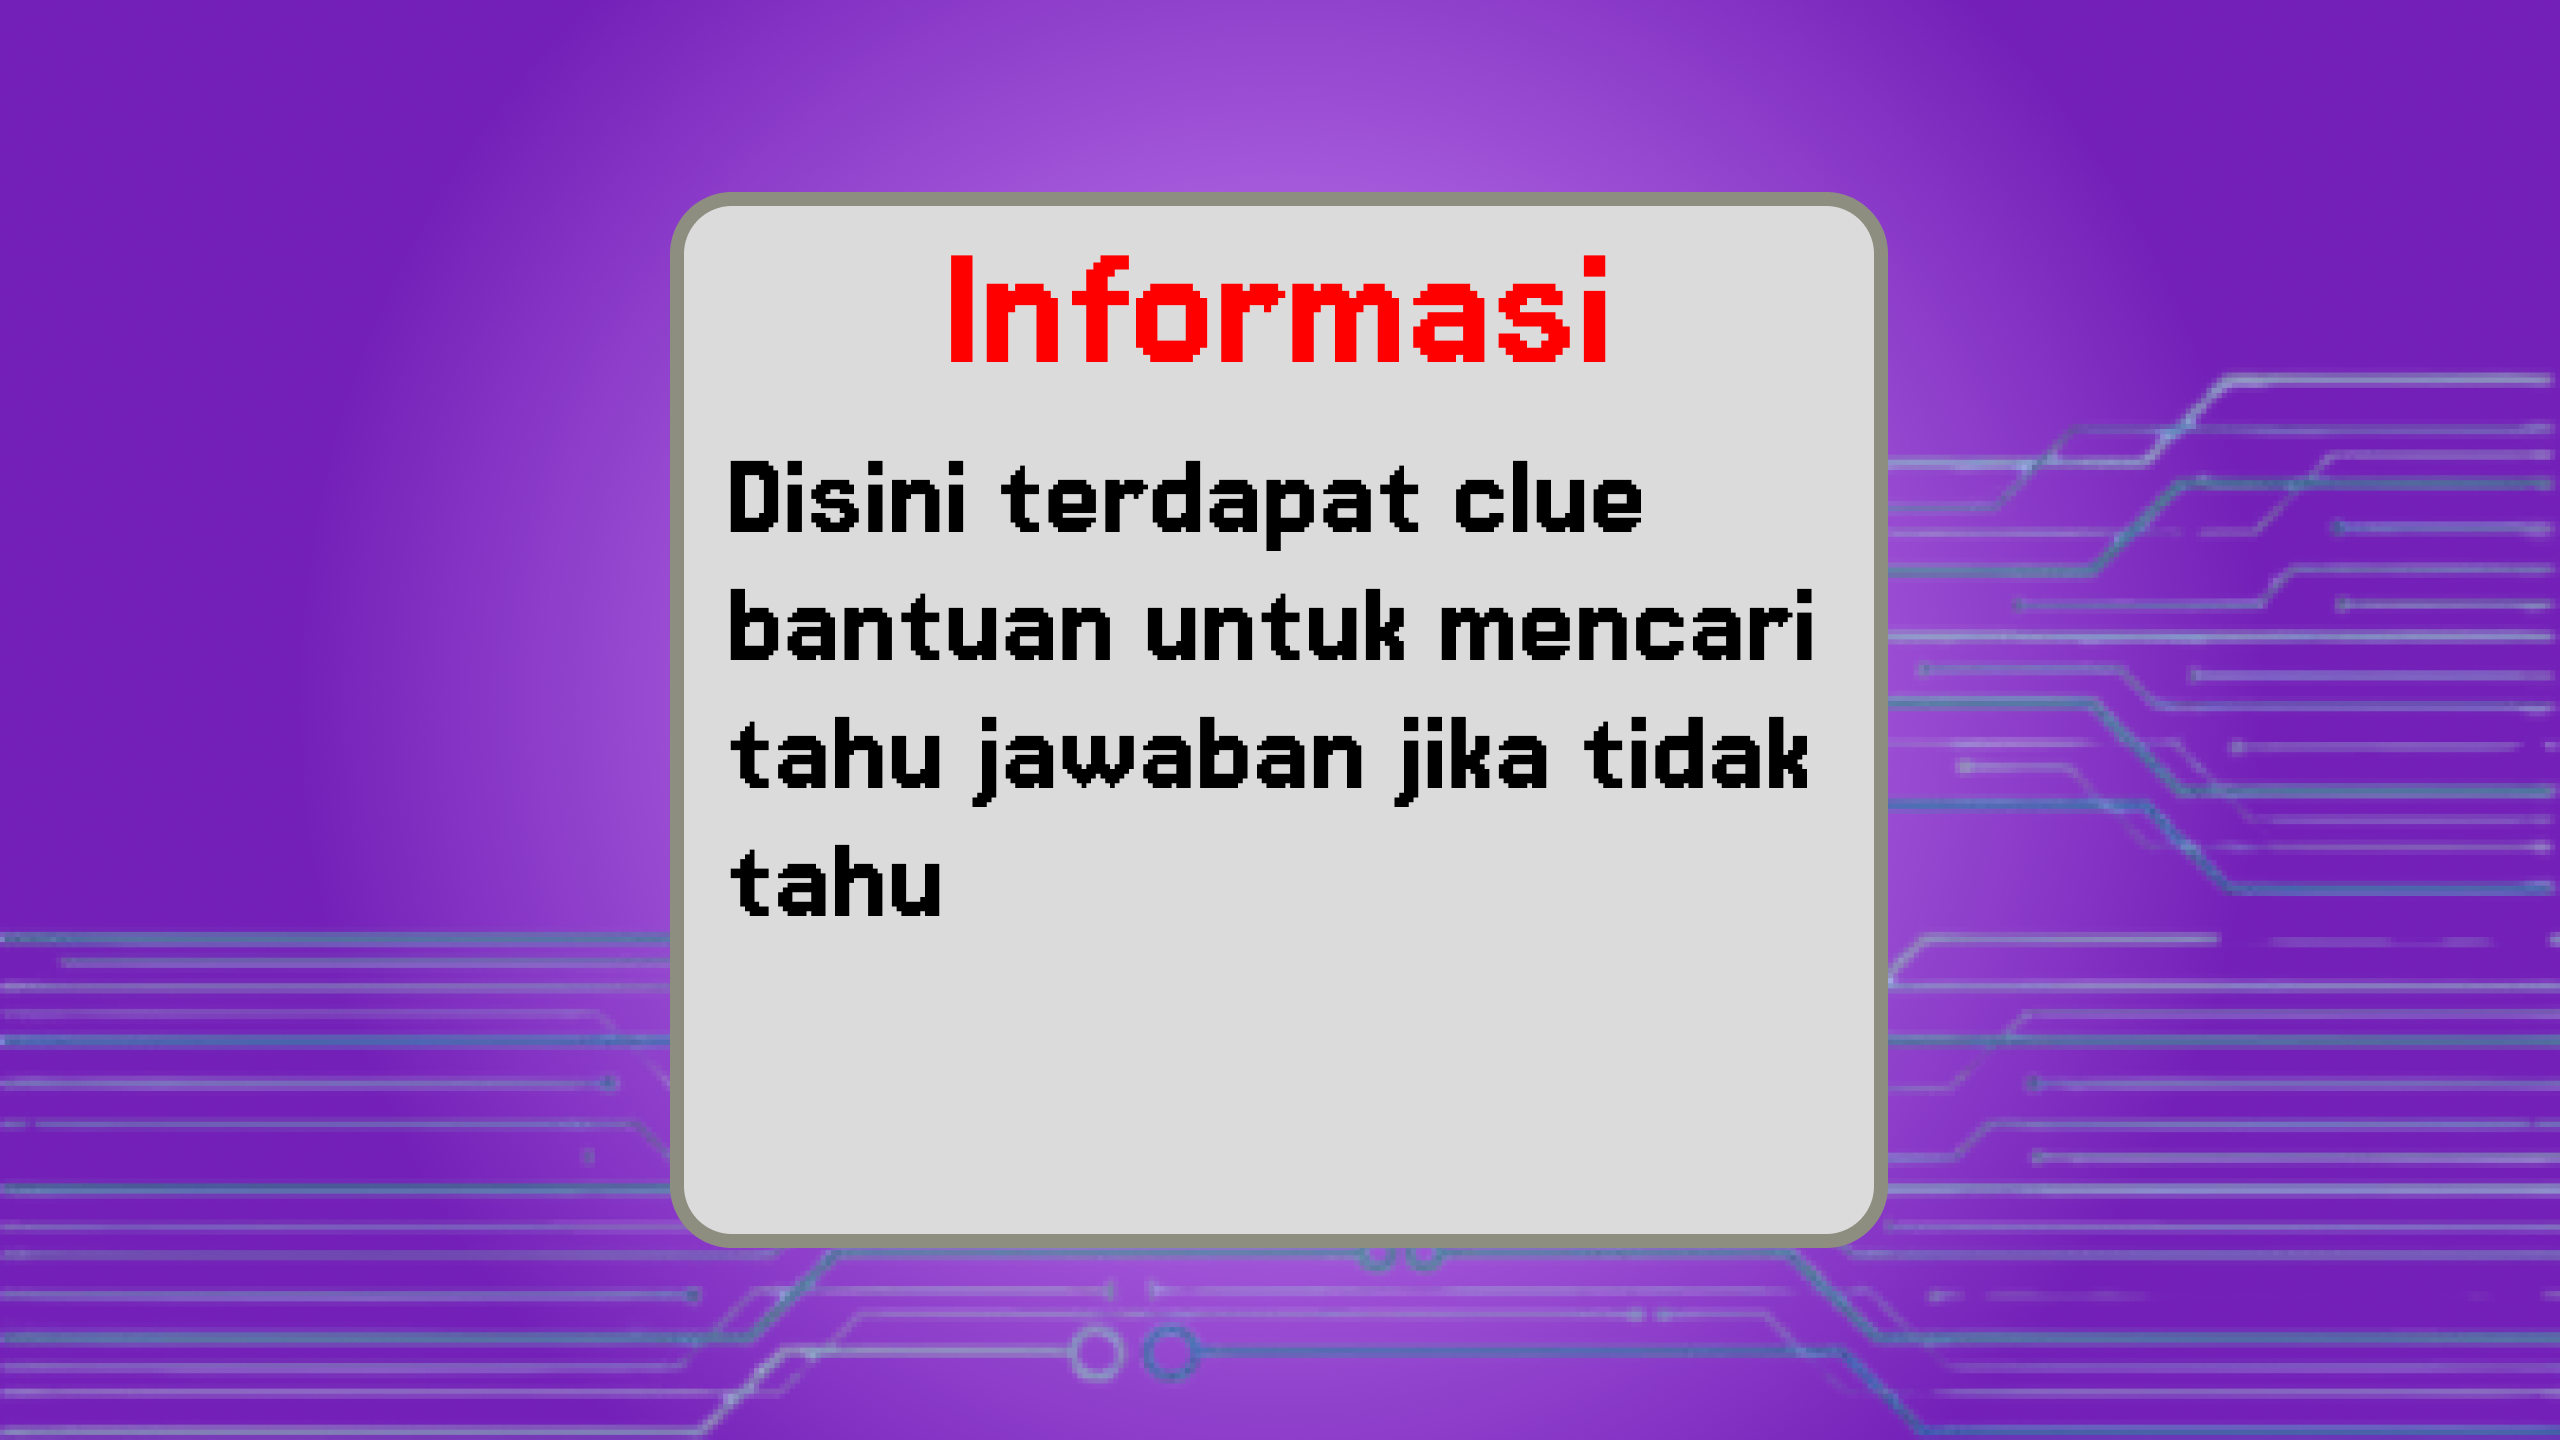 Informasi
Disini terdapat clue
bantuan untuk mencari
tahu jawaban jika tidak
tahu